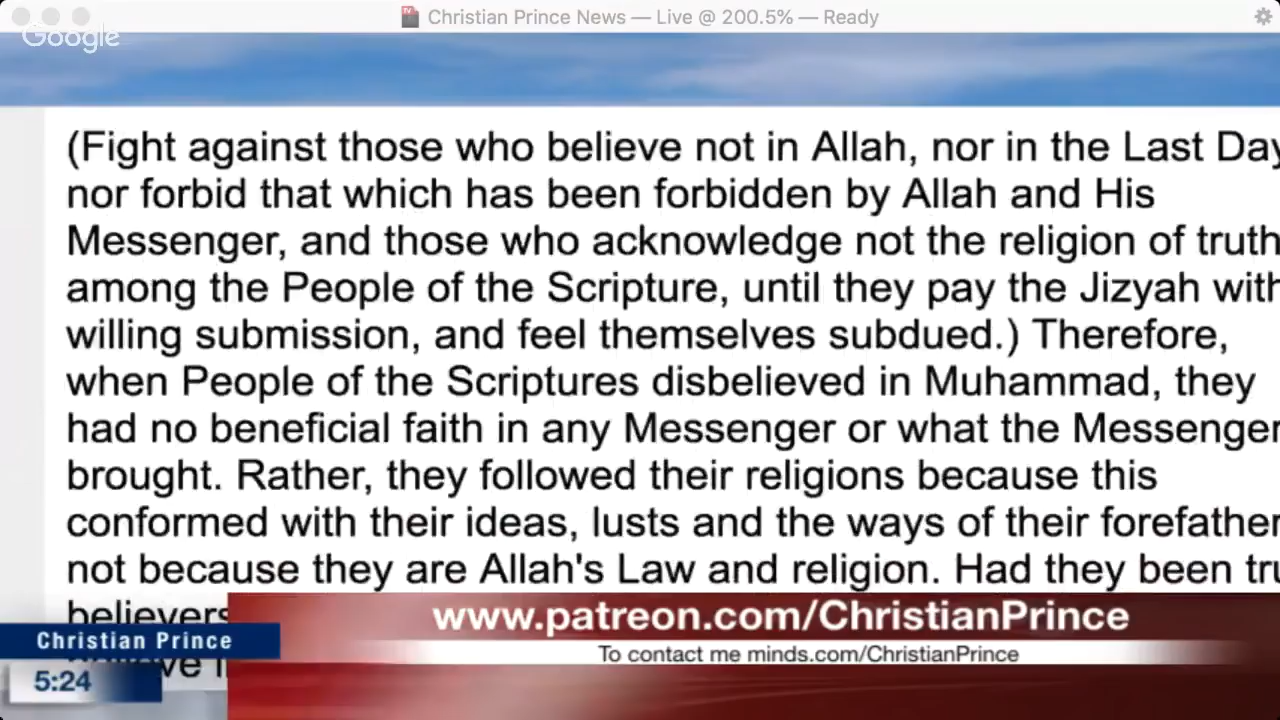 Christian Prince News — Live @ 200.5% — Ready
Google
(Fight against those who believe not in Allah, nor in the Last Day
nor forbid that which has been forbidden by Allah and His
Messenger, and those who acknowledge not the religion of truth
among the People of the Scripture, until they pay the Jizyah with
willing submission, and feel themselves subdued.) Therefore,
when People of the Scriptures disbelieved in Muhammad, they
had no beneficial faith in any Messenger or what the Messenger
brought. Rather, they followed their religions because this
conformed with their ideas, lusts and the ways of their forefather
not because they are Allah's Law and religion. Had they been tru
believers
www.patreon.com/ChristianPrince
Christian Prince
To contact me minds.com/ChristianPrince
5:24